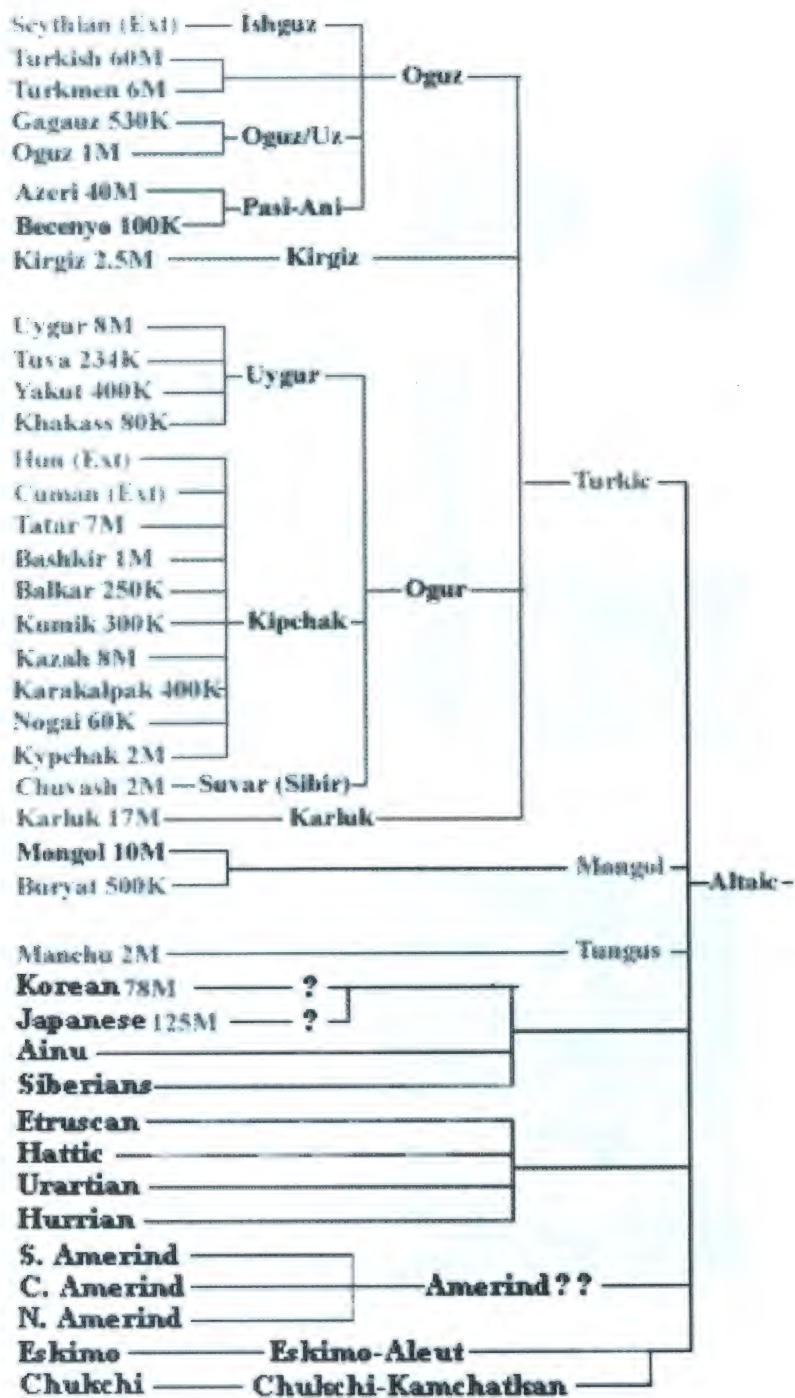 Scythian (Ext) Ishguz
Turkish 60M
Oguz
Turkmen 6M
Gagauz 530K
Oguz/Uz
Oguz 1M
Azeri 40M
Pasi-Ani
Becenyo 100K
Kirgiz 2.5M Kirgiz
Uygur 8M
Tuva 234K
Uygur
Yakut 400K
Khakass 80K
Hun (Ext)
Turkic
Cuman (Ext)
Tatar 7M
Bashkir 1M
Balkar 250K
Ogur
Kumik 300K Kipchak
Kazah 8M
Karakalpak 400K
Nogai 60K
Kypchak 2M
Chuvash 2M Suvar (Sibir)
Karluk 17M Karluk
Mongol 10M
Mongol
Buryat 500K
Altaic
Manchu 2M Tungus
Korean 78M ?
Japanese 125M ?
Ainu
Siberians
Etruscan
Hattic
Urartian
Hurrian
S. Amerind
C. Amerind Amerind ? ?
N. Amerind
Eskimo Eskimo-Aleut
Chukchi Chukchi-Kamchatkan